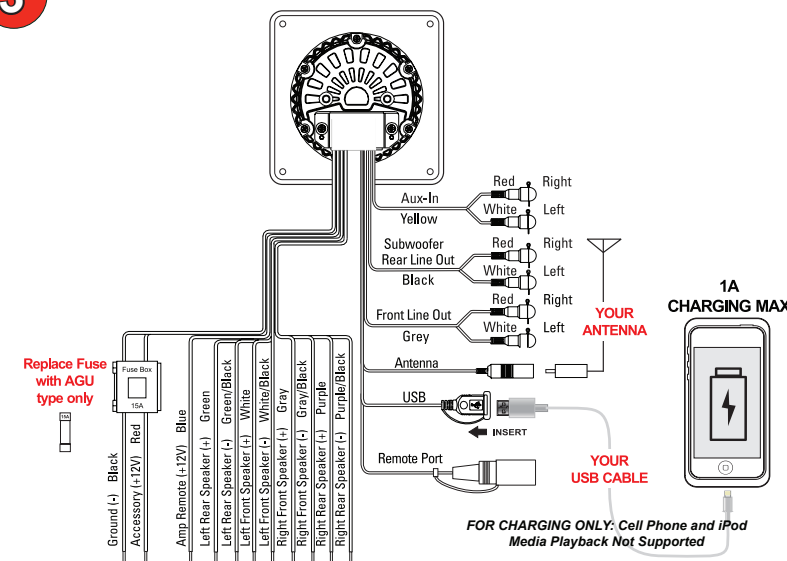 5
Aux-In
Yellow
Red Right
White Left
Subwoofer
Rear Line Out
Black
Red Right
White Left
Front Line Out
Grey
Red Right
White Left
YOUR
ANTENNA
Antenna
USB
INSERT
Remote Port
YOUR
USB CABLE
1A
CHARGING MAX
FOR CHARGING ONLY: Cell Phone and iPod
Media Playback Not Supported
Replace Fuse
with AGU
type only
15A
Fuse Box
15A
Ground (-) Black
Accessory (+12V) Red
Amp Remote (+12V) Blue
Left Rear Speaker (+) Green
Left Rear Speaker (-) Green/Black
Left Front Speaker (+) White
Left Front Speaker (-) White/Black
Right Front Speaker (+) Gray
Right Front Speaker (-) Gray/Black
Right Rear Speaker (+) Purple
Right Rear Speaker (-) Purple/Black